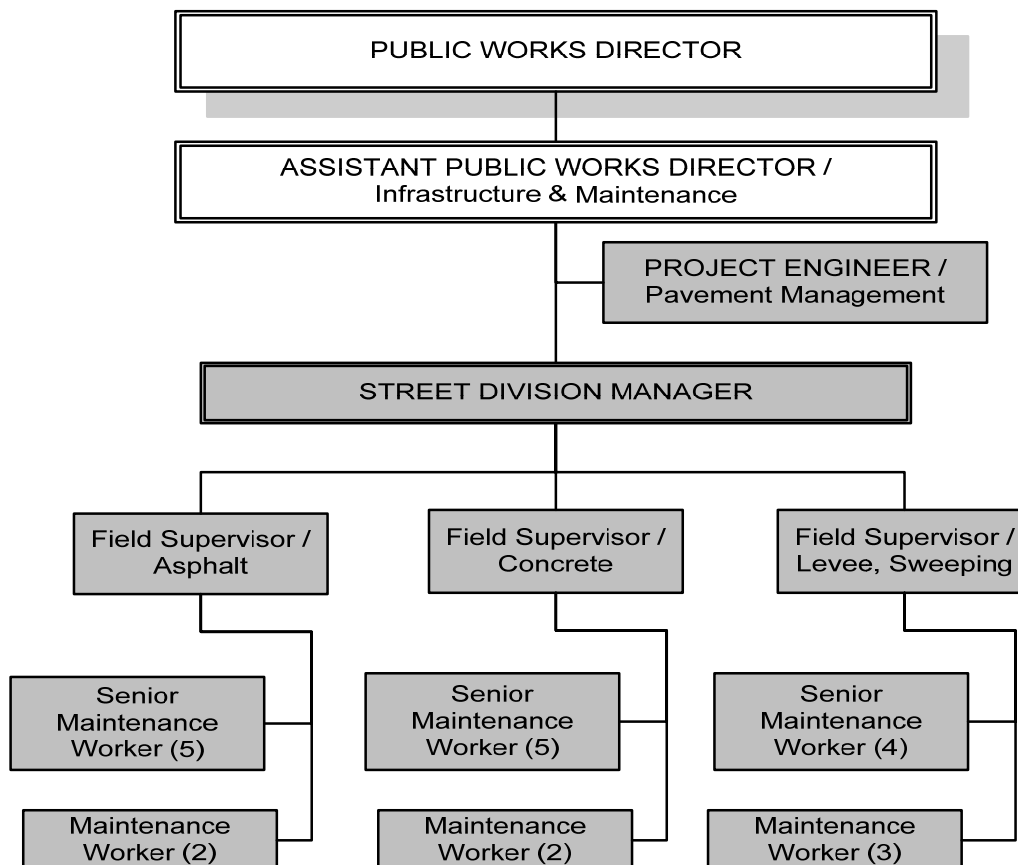 PUBLIC WORKS DIRECTOR
ASSISTANT PUBLIC WORKS DIRECTOR /
Infrastructure & Maintenance
PROJECT ENGINEER /
Pavement Management
STREET DIVISION MANAGER
Field Supervisor /
Asphalt
Field Supervisor /
Concrete
Field Supervisor /
Levee, Sweeping
Senior
Maintenance
Worker (5)
Senior
Maintenance
Worker (5)
Senior
Maintenance
Worker (4)
Maintenance
Worker (2)
Maintenance
Worker (2)
Maintenance
Worker (3)